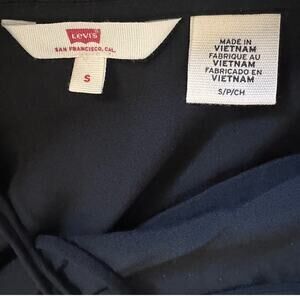 Levi's
SAN FRANCISCO, CAL.
S
MADE IN
VIETNAM
FABRIQUE AU
VIETNAM
FABRICADO EN
VIETNAM
S/P/CH